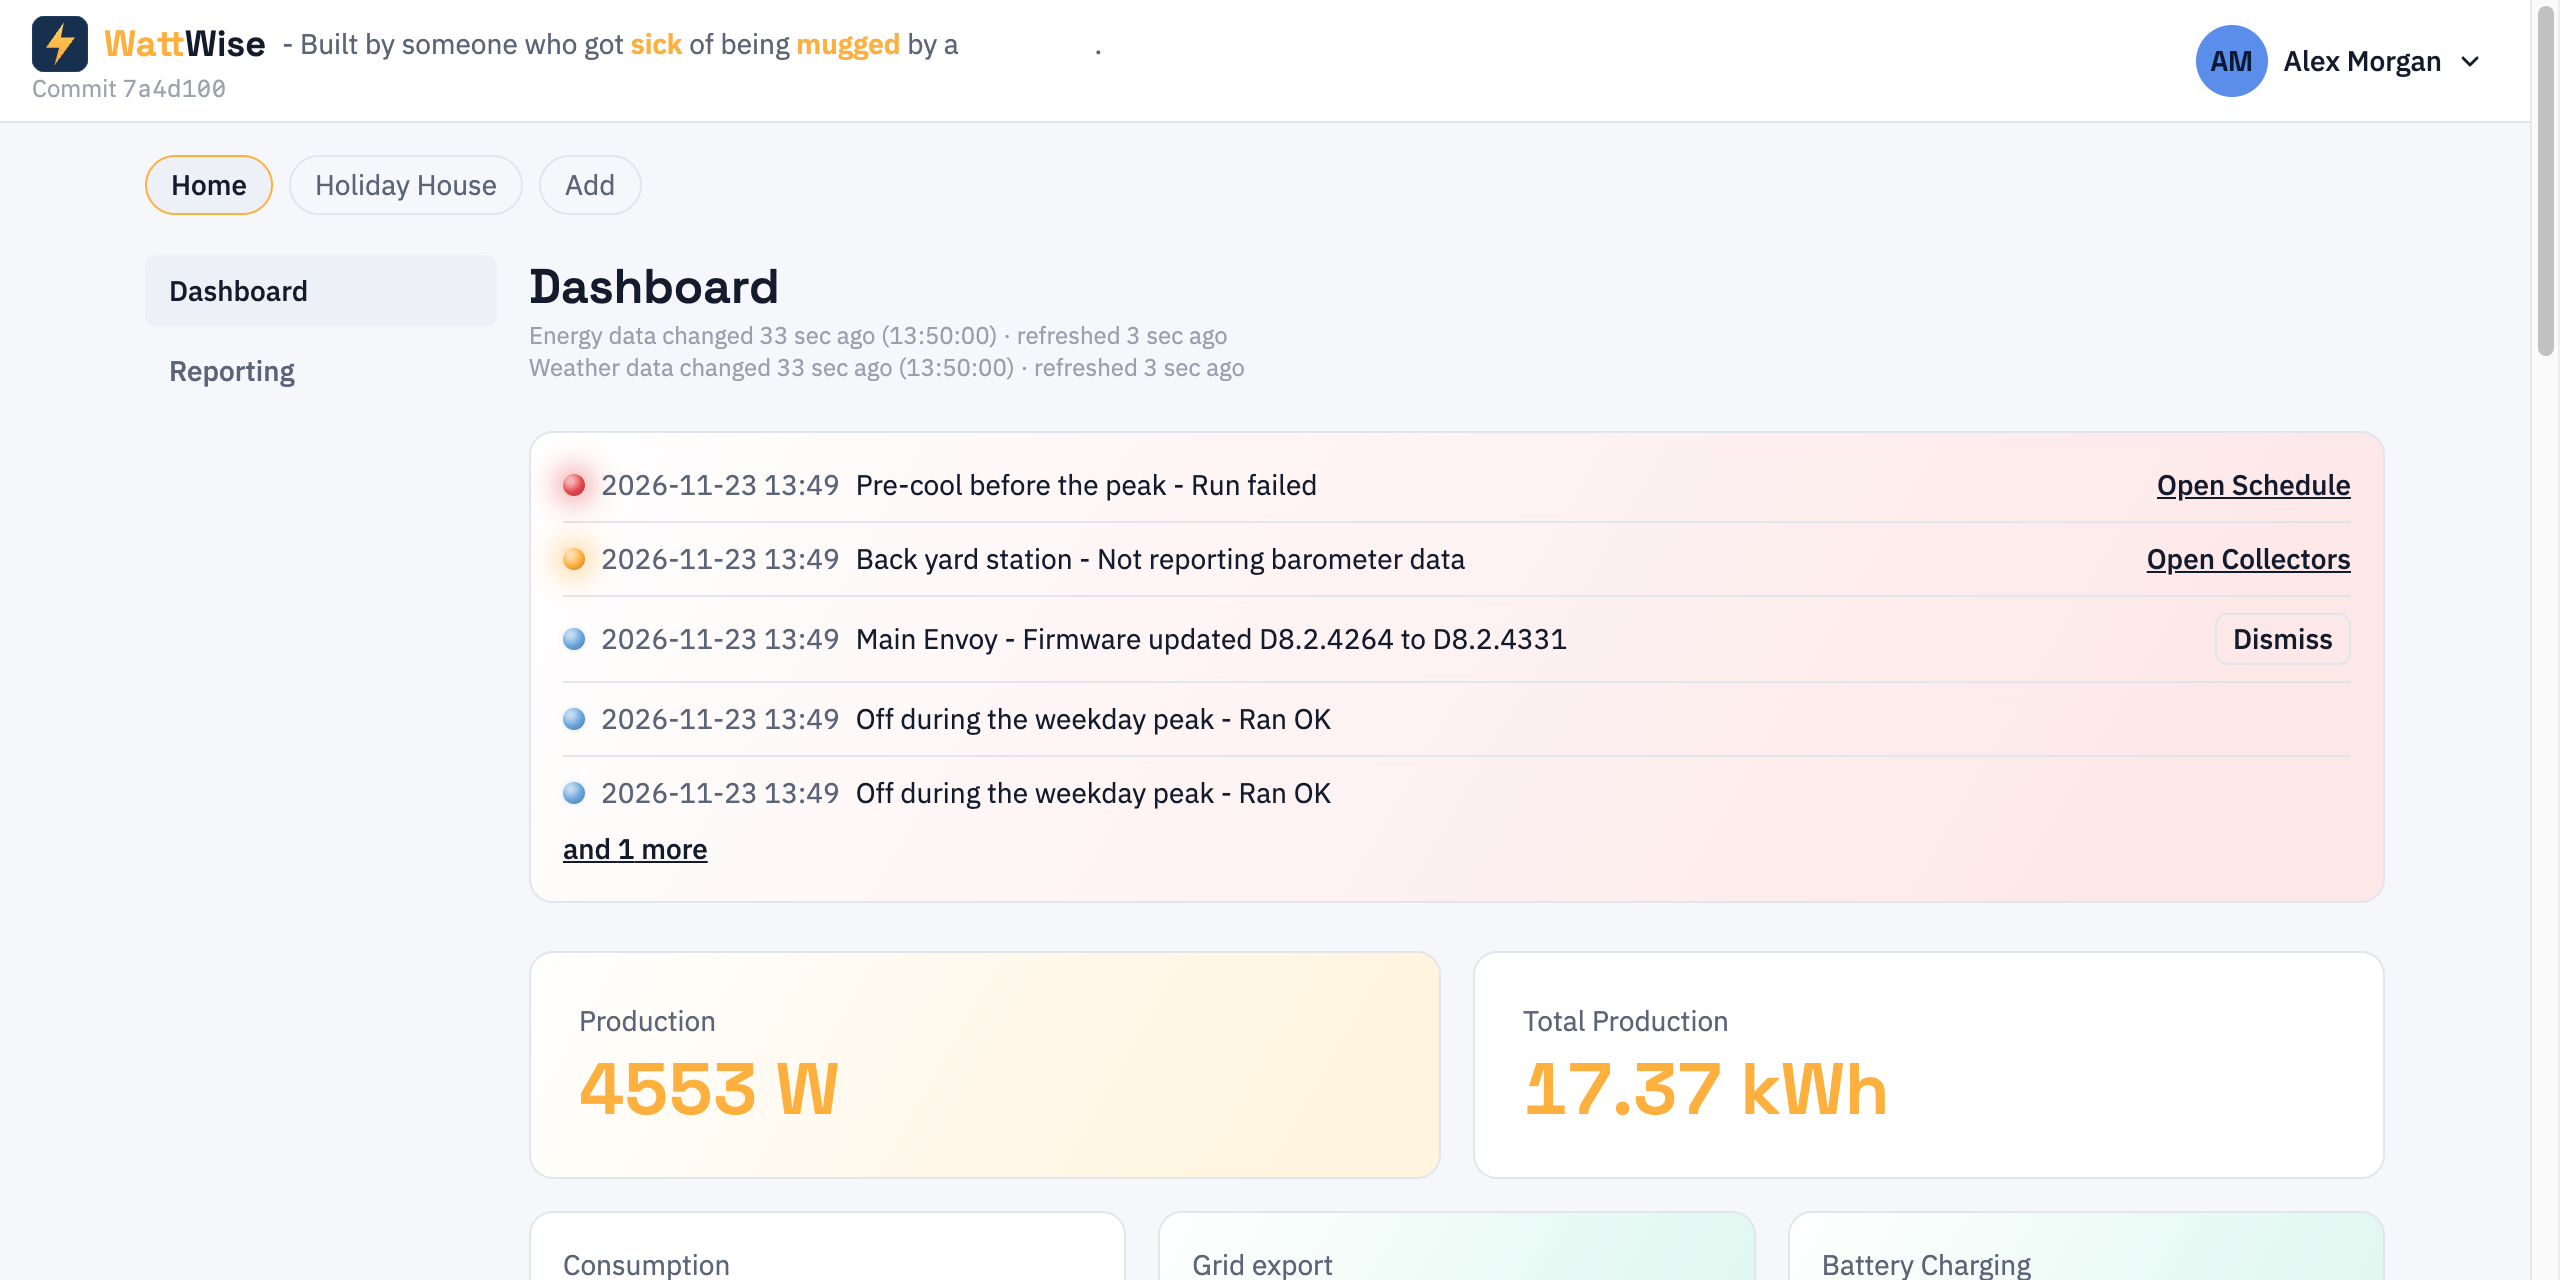 WattWise - Built by someone who got sick of being mugged by a .
Commit 7a4d100
AM Alex Morgan
Home Holiday House Add
Dashboard
Reporting
Dashboard
Energy data changed 33 sec ago (13:50:00) · refreshed 3 sec ago
Weather data changed 33 sec ago (13:50:00) · refreshed 3 sec ago
2026-11-23 13:49 Pre-cool before the peak - Run failed Open Schedule
2026-11-23 13:49 Back yard station - Not reporting barometer data Open Collectors
2026-11-23 13:49 Main Envoy - Firmware updated D8.2.4264 to D8.2.4331 Dismiss
2026-11-23 13:49 Off during the weekday peak - Ran OK
2026-11-23 13:49 Off during the weekday peak - Ran OK
and 1 more
Production
4553 W
Total Production
17.37 kWh
Consumption
Grid export
Battery Charging